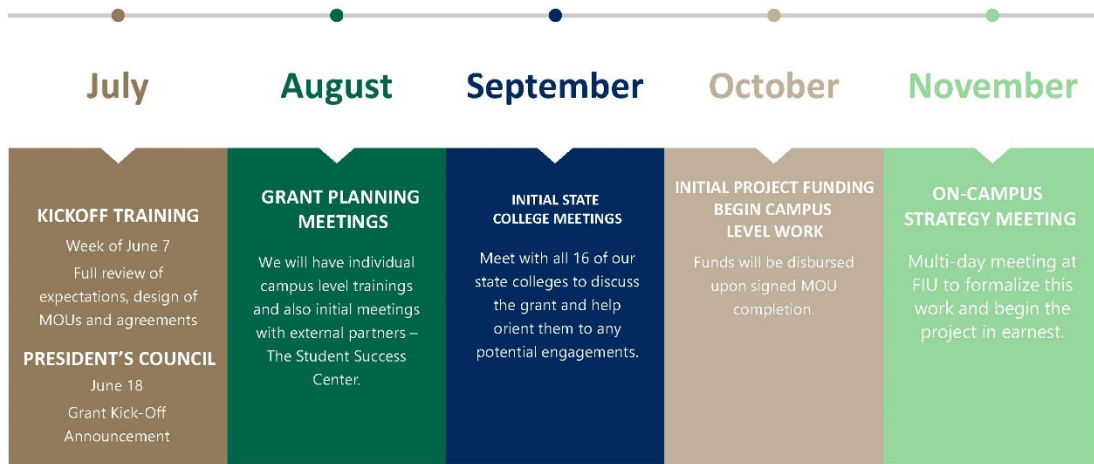 July
August
September
October
November
KICKOFF TRAINING
Week of June 7
Full review of
expectations, design of
MOUs and agreements
PRESIDENT'S COUNCIL
June 18
Grant Kick-Off
Announcement
GRANT PLANNING
MEETINGS
We will have individual
campus level trainings
and also initial meetings
with external partners –
The Student Success
Center.
INITIAL STATE
COLLEGE MEETINGS
Meet with all 16 of our
state colleges to discuss
the grant and help
orient them to any
potential engagements.
INITIAL PROJECT FUNDING
BEGIN CAMPUS
LEVEL WORK
Funds will be disbursed
upon signed MOU
completion.
ON-CAMPUS
STRATEGY MEETING
Multi-day meeting at
FIU to formalize this
work and begin the
project in earnest.